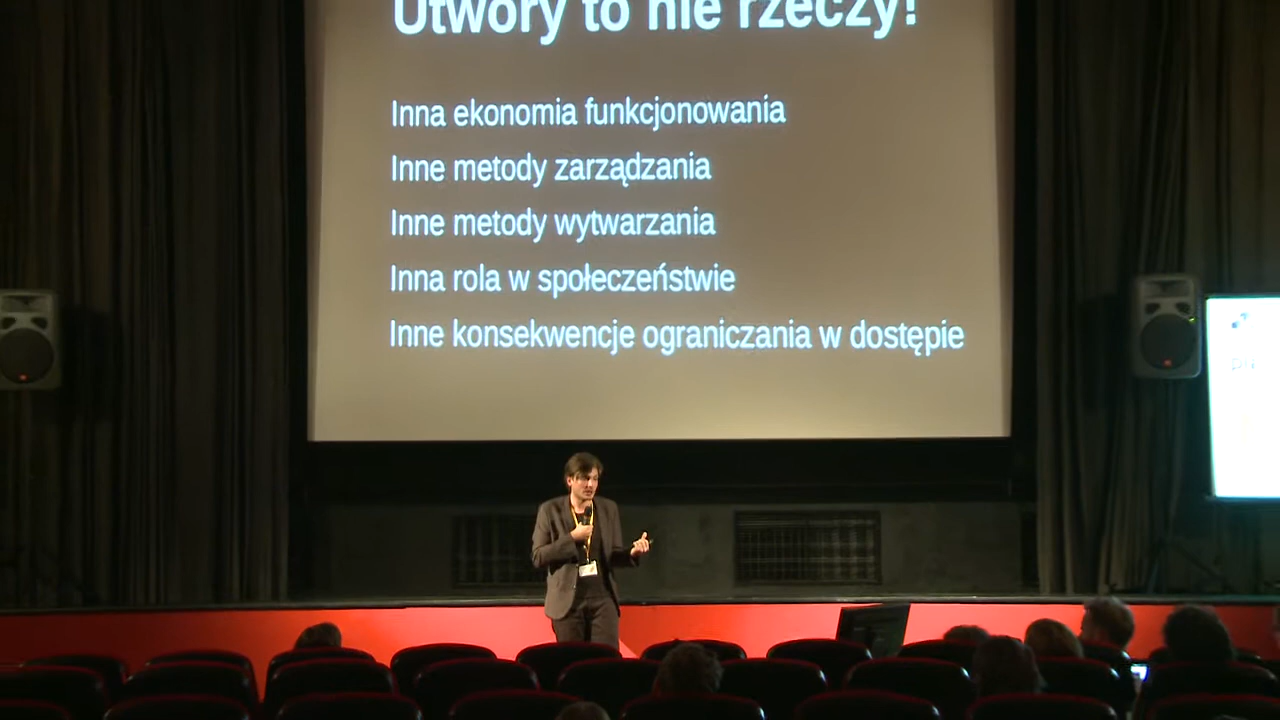 Utwory to nie rzeczy!
Inna ekonomia funkcjonowania
Inne metody zarządzania
Inne metody wytwarzania
Inna rola w społeczeństwie
Inne konsekwencje ograniczania w dostępie